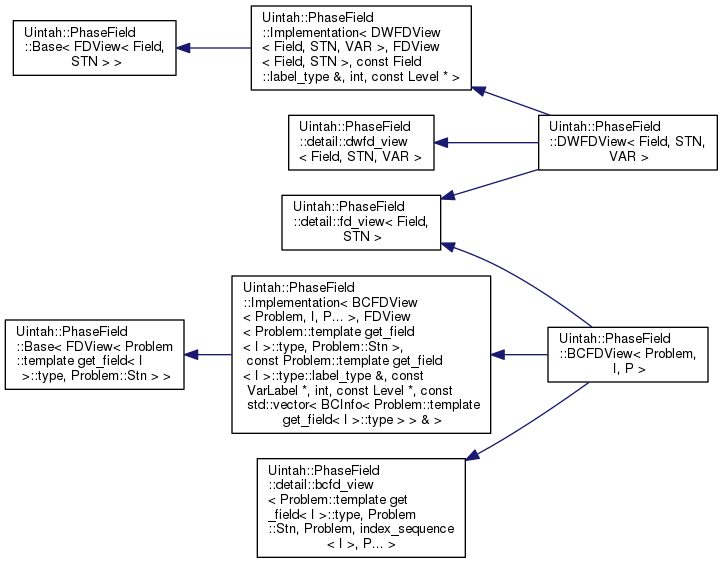 Uintah::PhaseField
::Base< FDView< Field,
STN > >
Uintah::PhaseField
::Implementation< DWFDView
< Field, STN, VAR >, FDView
< Field, STN >, const Field
::label_type &, int, const Level * >
Uintah::PhaseField
::detail::dwfd_view
< Field, STN, VAR >
Uintah::PhaseField
::DWFDView< Field, STN,
VAR >
Uintah::PhaseField
::detail::fd_view< Field,
STN >
Uintah::PhaseField
::Base< FDView< Problem
::template get_field< I
>::type, Problem::Stn > >
Uintah::PhaseField
::Implementation< BCFDView
< Problem, I, P... >, FDView
< Problem::template get_field
< I >::type, Problem::Stn >,
const Problem::template get_field
< I >::type::label_type &, const
VarLabel *, int, const Level *, const
std::vector< BCInfo< Problem::template
get_field< I >::type > > & >
Uintah::PhaseField
::BCFDView< Problem,
I, P >
Uintah::PhaseField
::detail::bcfd_view
< Problem::template get
_field< I >::type, Problem
::Stn, Problem, index_sequence
< I >, P... >